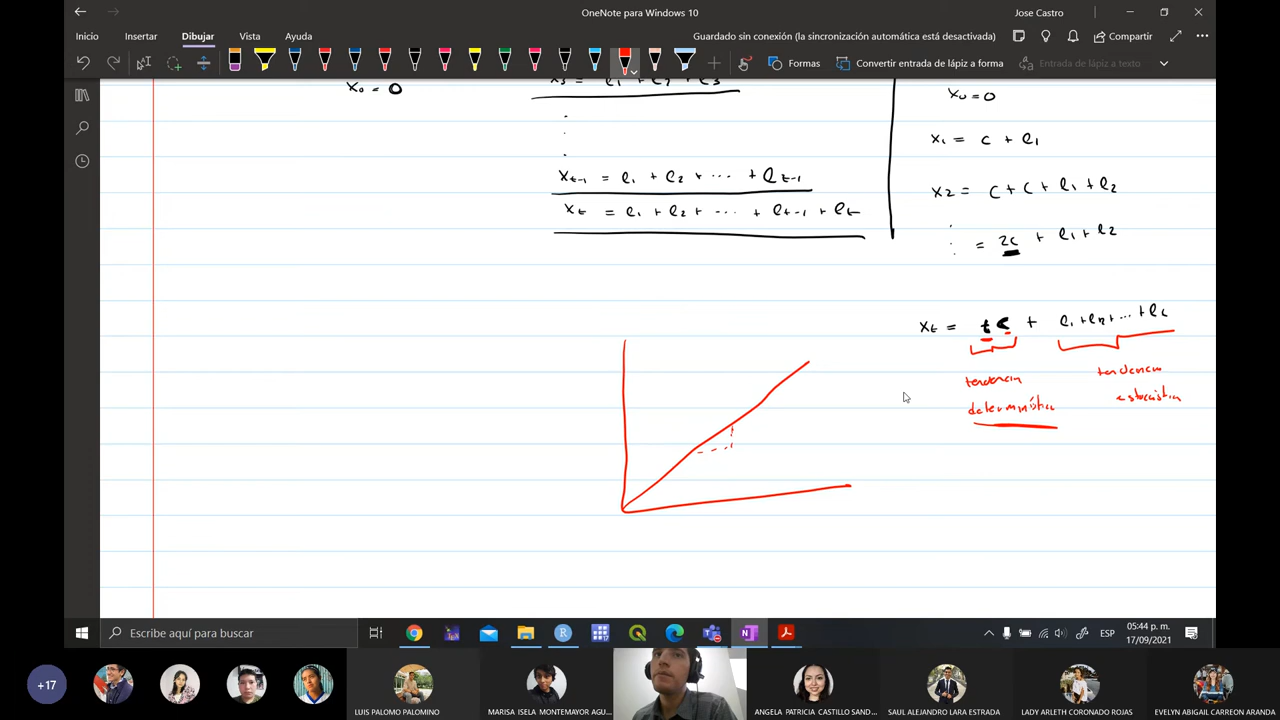 OneNote para Windows 10
Jose Castro
Inicio Insertar Dibujar Vista Ayuda
Guardado sin conexión (la sincronización automática está desactivada)
Compartir
Formas
Convertir entrada de lápiz a forma
Entrada de lápiz a texto
x₀ = 0
x₃ = e₁ + e₂ + e₃
xₜ₋₁ = e₁ + e₂ + ... + eₜ₋₁
xₜ = e₁ + e₂ + ... + eₜ₋₁ + eₜ
x₀ = 0
x₁ = c + e₁
x₂ = c + c + e₁ + e₂
= 2c + e₁ + e₂
xₜ = tc + e₁ + e₂ + ... + eₜ
tendencia
determinística
tendencia
estocástica
Escribe aquí para buscar
ESP
05:44 p. m.
17/09/2021
+17
LUIS PALOMO PALOMINO
MARISA ISELA MONTEMAYOR AGU...
ANGELA PATRICIA CASTILLO SAND...
SAUL ALEJANDRO LARA ESTRADA
LADY ARLETH CORONADO ROJAS
EVELYN ABIGAIL CARREON ARANDA